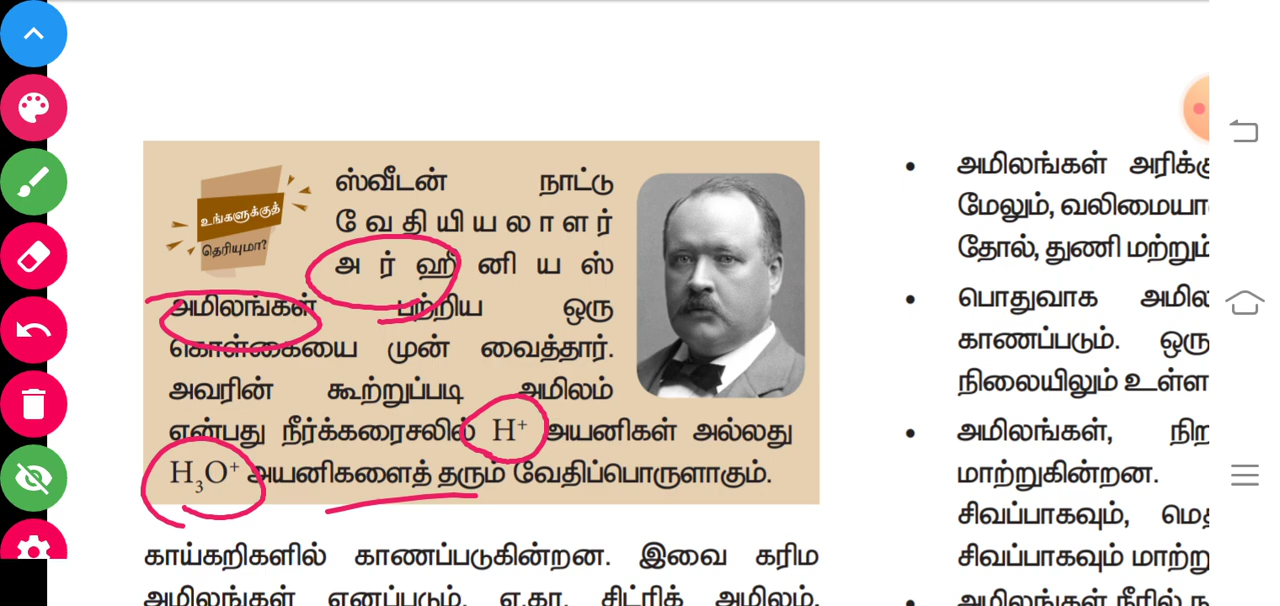 உங்களுக்குத்
தெரியுமா?
ஸ்வீடன் நாட்டு
வேதியியலாளர்
அர்ஹீனியஸ்
அமிலங்கள் பற்றிய ஒரு
கொள்கையை முன் வைத்தார்.
அவரின் கூற்றுப்படி அமிலம்
என்பது நீர்க்கரைசலில் H⁺ அயனிகள் அல்லது
H₃O⁺ அயனிகளைத் தரும் வேதிப்பொருளாகும்.
காய்கறிகளில் காணப்படுகின்றன. இவை கரிம
அமிலங்கள் எனப்படும். எ.கா. சிட்ரிக் அமிலம்,
• அமிலங்கள்
மேலும்,
தோல், துணி மற்றும்
• பொதுவாக
காணப்படும். ஒரு
நிலையிலும் உள்ள
• அமிலங்கள்,
மாற்றுகின்றன.
சிவப்பாகவும்,
சிவப்பாகவும்
• அமிலங்கள் நீரில்